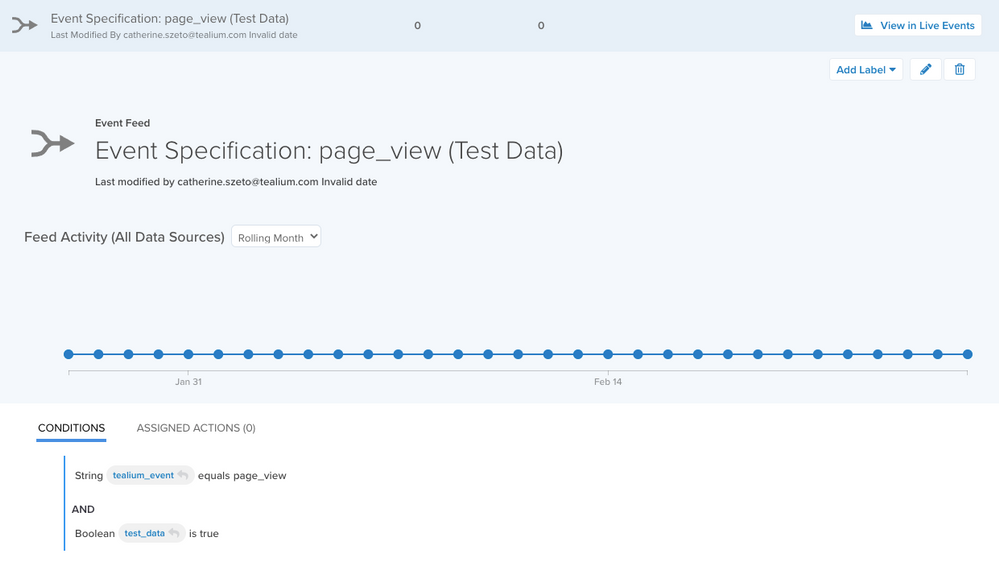 Event Specification: page_view (Test Data)
Last Modified By catherine.szeto@tealium.com Invalid date
0
0
View in Live Events
Add Label
Event Feed
Event Specification: page_view (Test Data)
Last modified by catherine.szeto@tealium.com Invalid date
Feed Activity (All Data Sources) Rolling Month
Jan 31
Feb 14
CONDITIONS
ASSIGNED ACTIONS (0)
String tealium_event equals page_view
AND
Boolean test_data is true